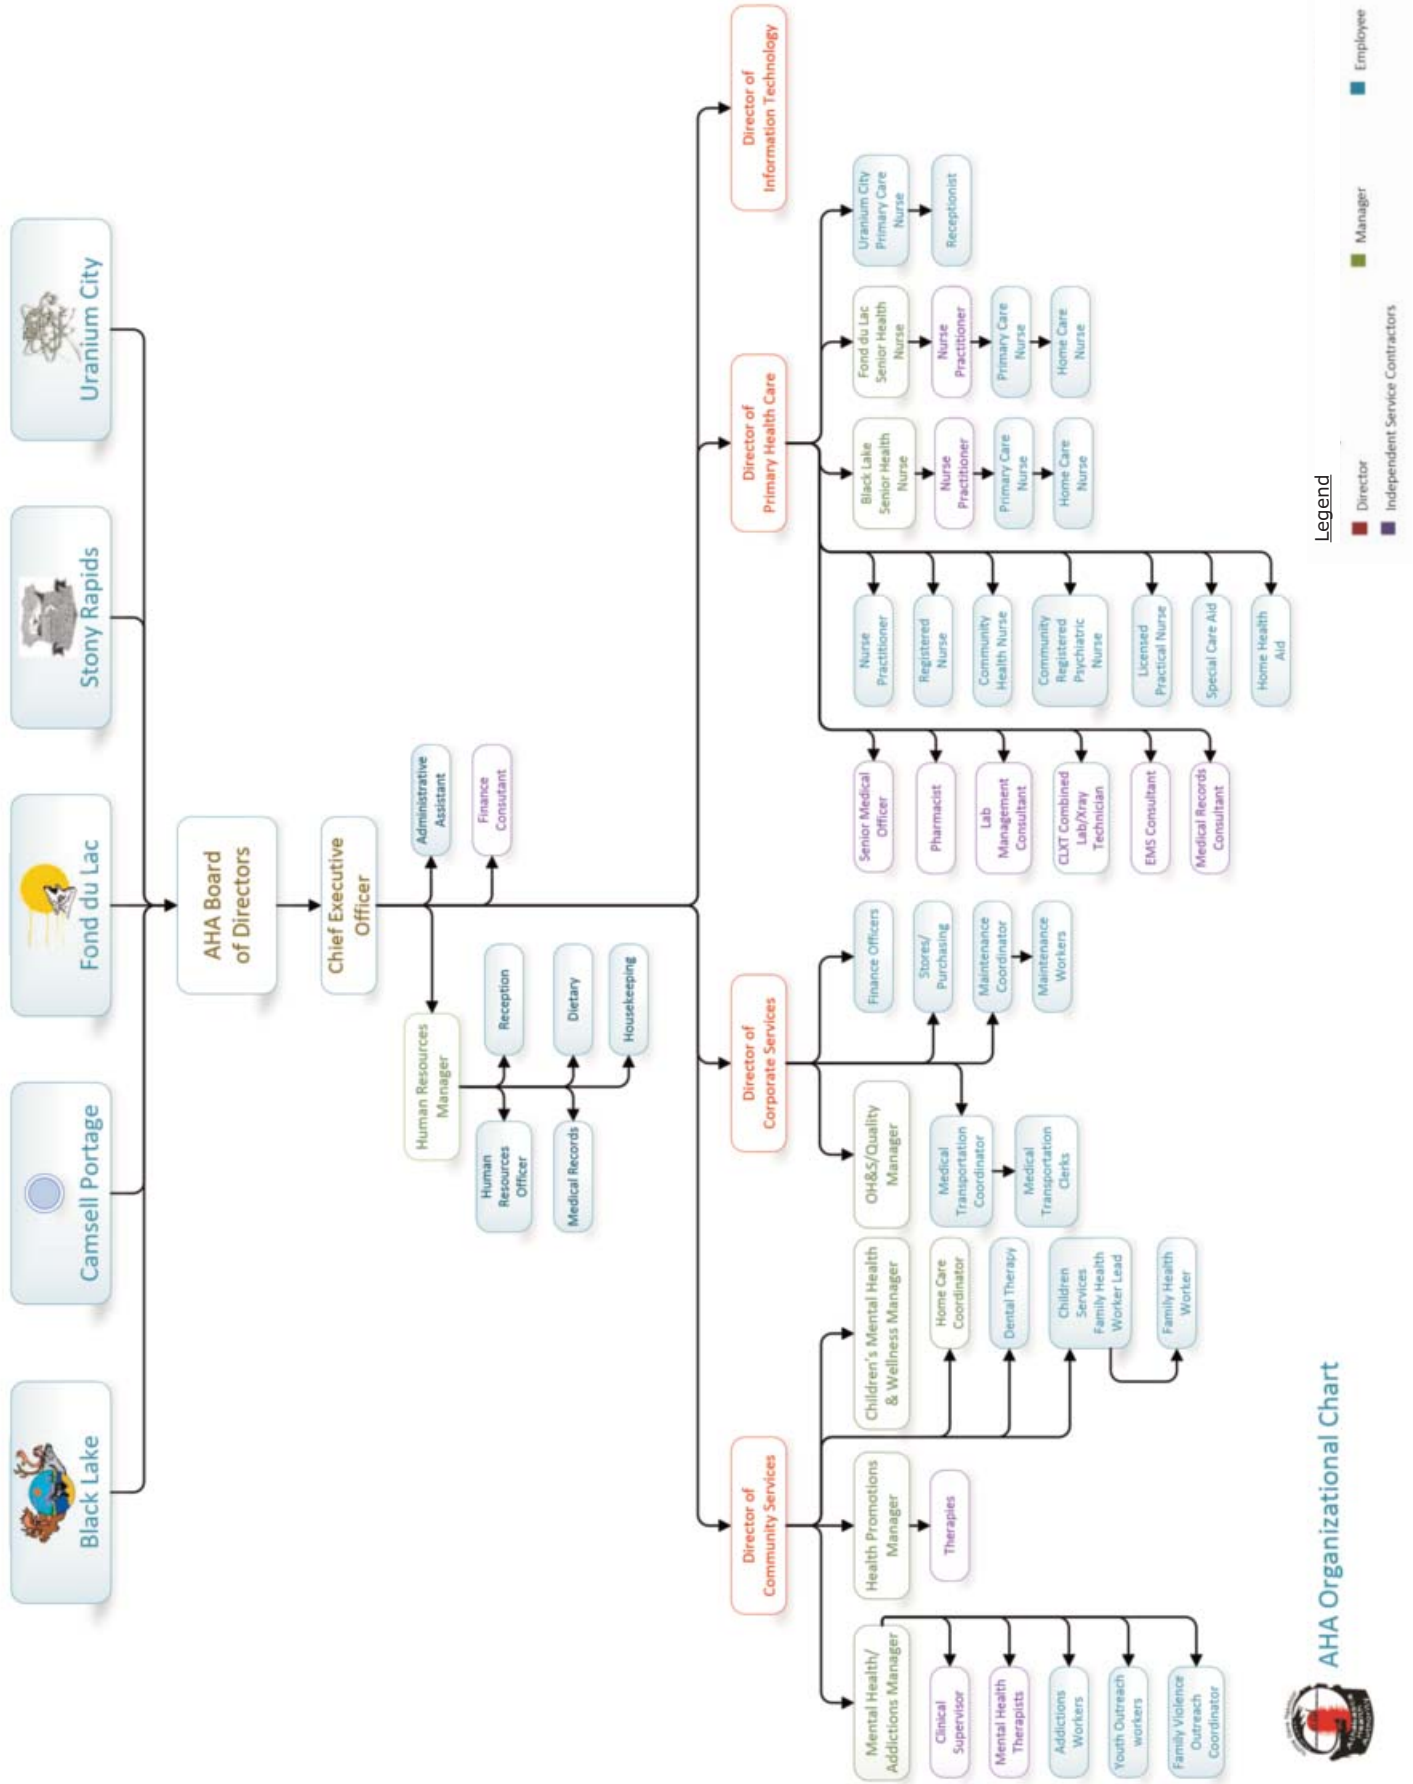 Black Lake
Camsell Portage
Fond du Lac
Stony Rapids
Uranium City
AHA Board
of Directors
Chief Executive
Officer
Administrative
Assistant
Finance
Consutant
Human Resources
Manager
Human
Resources
Officer
Reception
Medical Records
Dietary
Housekeeping
Director of
Community Services
Director of
Corporate Services
Director of
Primary Health Care
Director of
Information Technology
Mental Health/
Addictions Manager
Clinical
Supervisor
Mental Health
Therapists
Addictions
Workers
Youth Outreach
workers
Family Violence
Outreach
Coordinator
Health Promotions
Manager
Therapies
Children's Mental Health
& Wellness Manager
Home Care
Coordinator
Dental Therapy
Children
Services
Family Health
Worker Lead
Family Health
Worker
OH&S/Quality
Manager
Medical
Transportation
Coordinator
Medical
Transportation
Clerks
Finance Officers
Stores/
Purchasing
Maintenance
Coordinator
Maintenance
Workers
Senior Medical
Officer
Pharmacist
Lab
Management
Consultant
CLXT Combined
Lab/Xray
Technician
EMS Consultant
Medical Records
Consultant
Nurse
Practitioner
Registered
Nurse
Community
Health Nurse
Community
Registered
Psychiatric
Nurse
Licensed
Practical Nurse
Special Care Aid
Home Health
Aid
Black Lake
Senior Health
Nurse
Nurse
Practitioner
Primary Care
Nurse
Home Care
Nurse
Fond du Lac
Senior Health
Nurse
Nurse
Practitioner
Primary Care
Nurse
Home Care
Nurse
Uranium City
Primary Care
Nurse
Receptionist
AHA Organizational Chart
Legend
Director
Manager
Employee
Independent Service Contractors